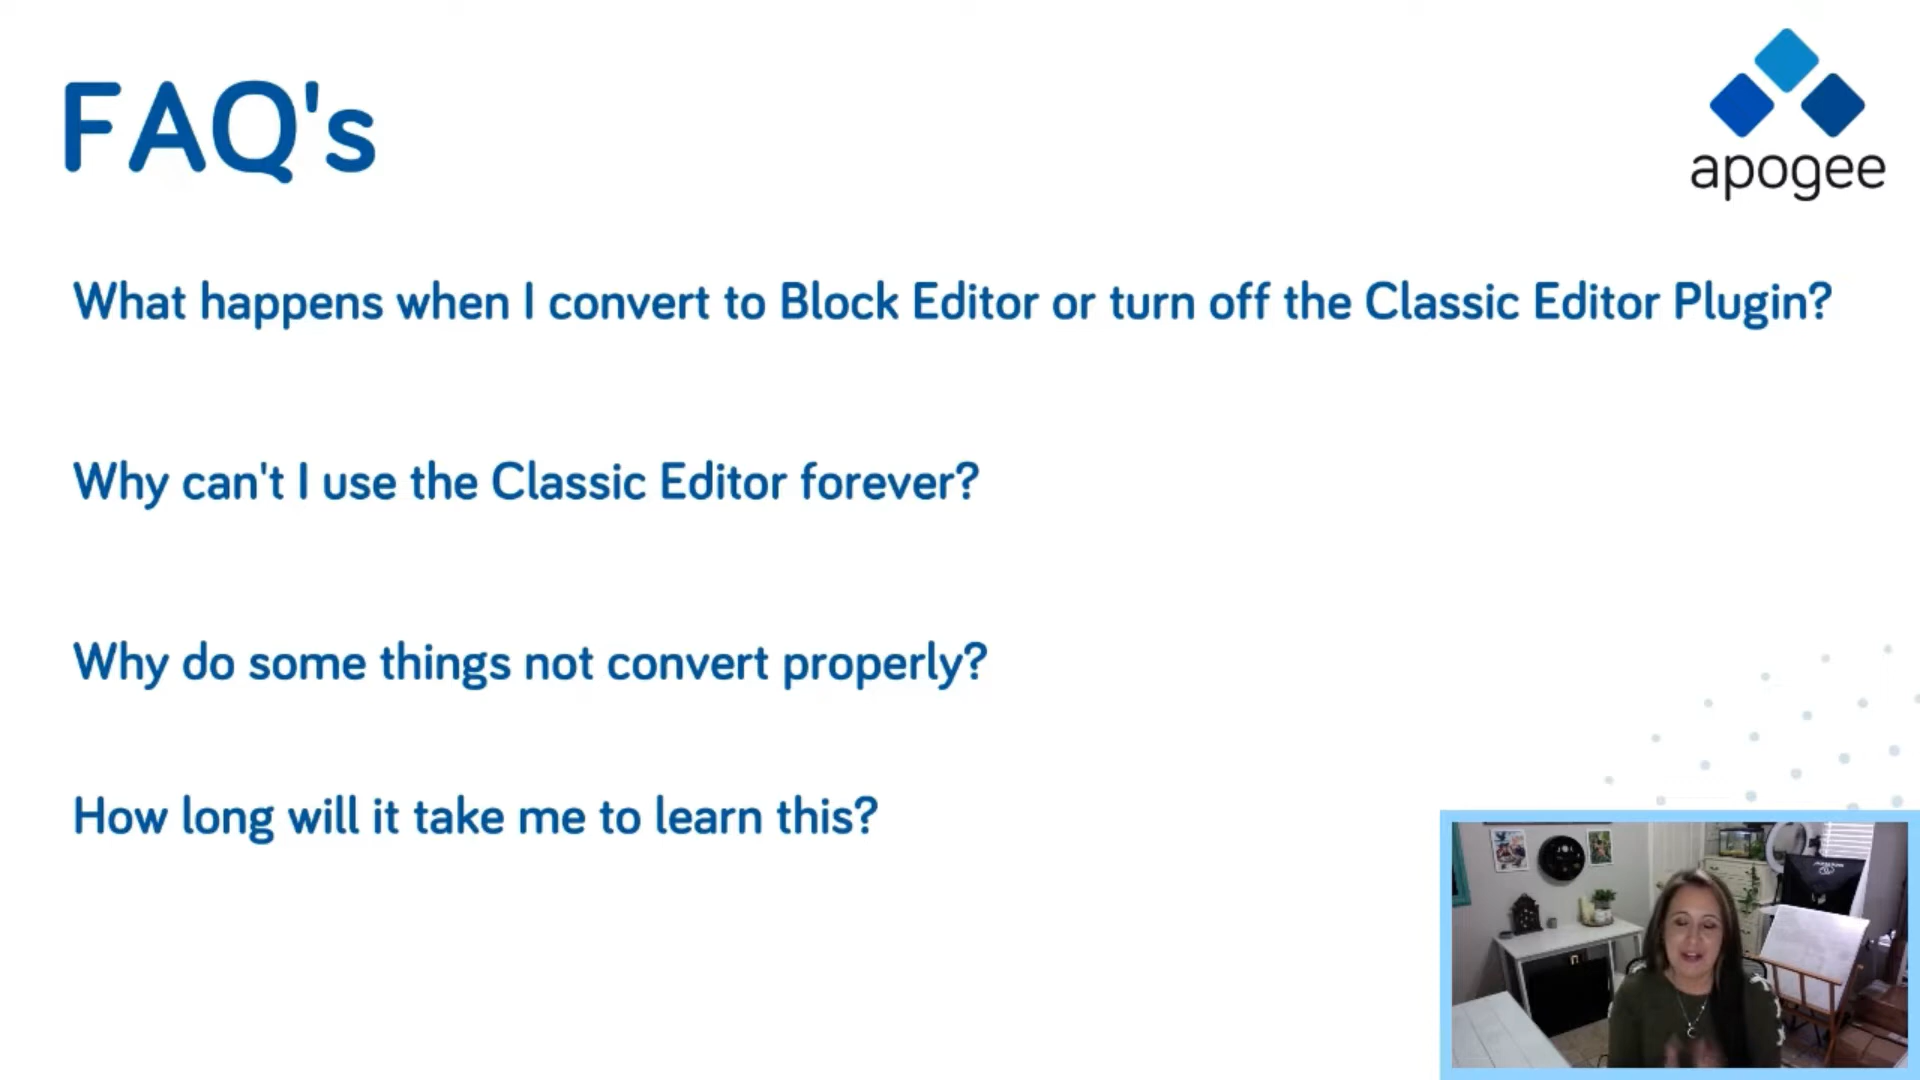 FAQ's
apogee
What happens when I convert to Block Editor or turn off the Classic Editor Plugin?
Why can't I use the Classic Editor forever?
Why do some things not convert properly?
How long will it take me to learn this?